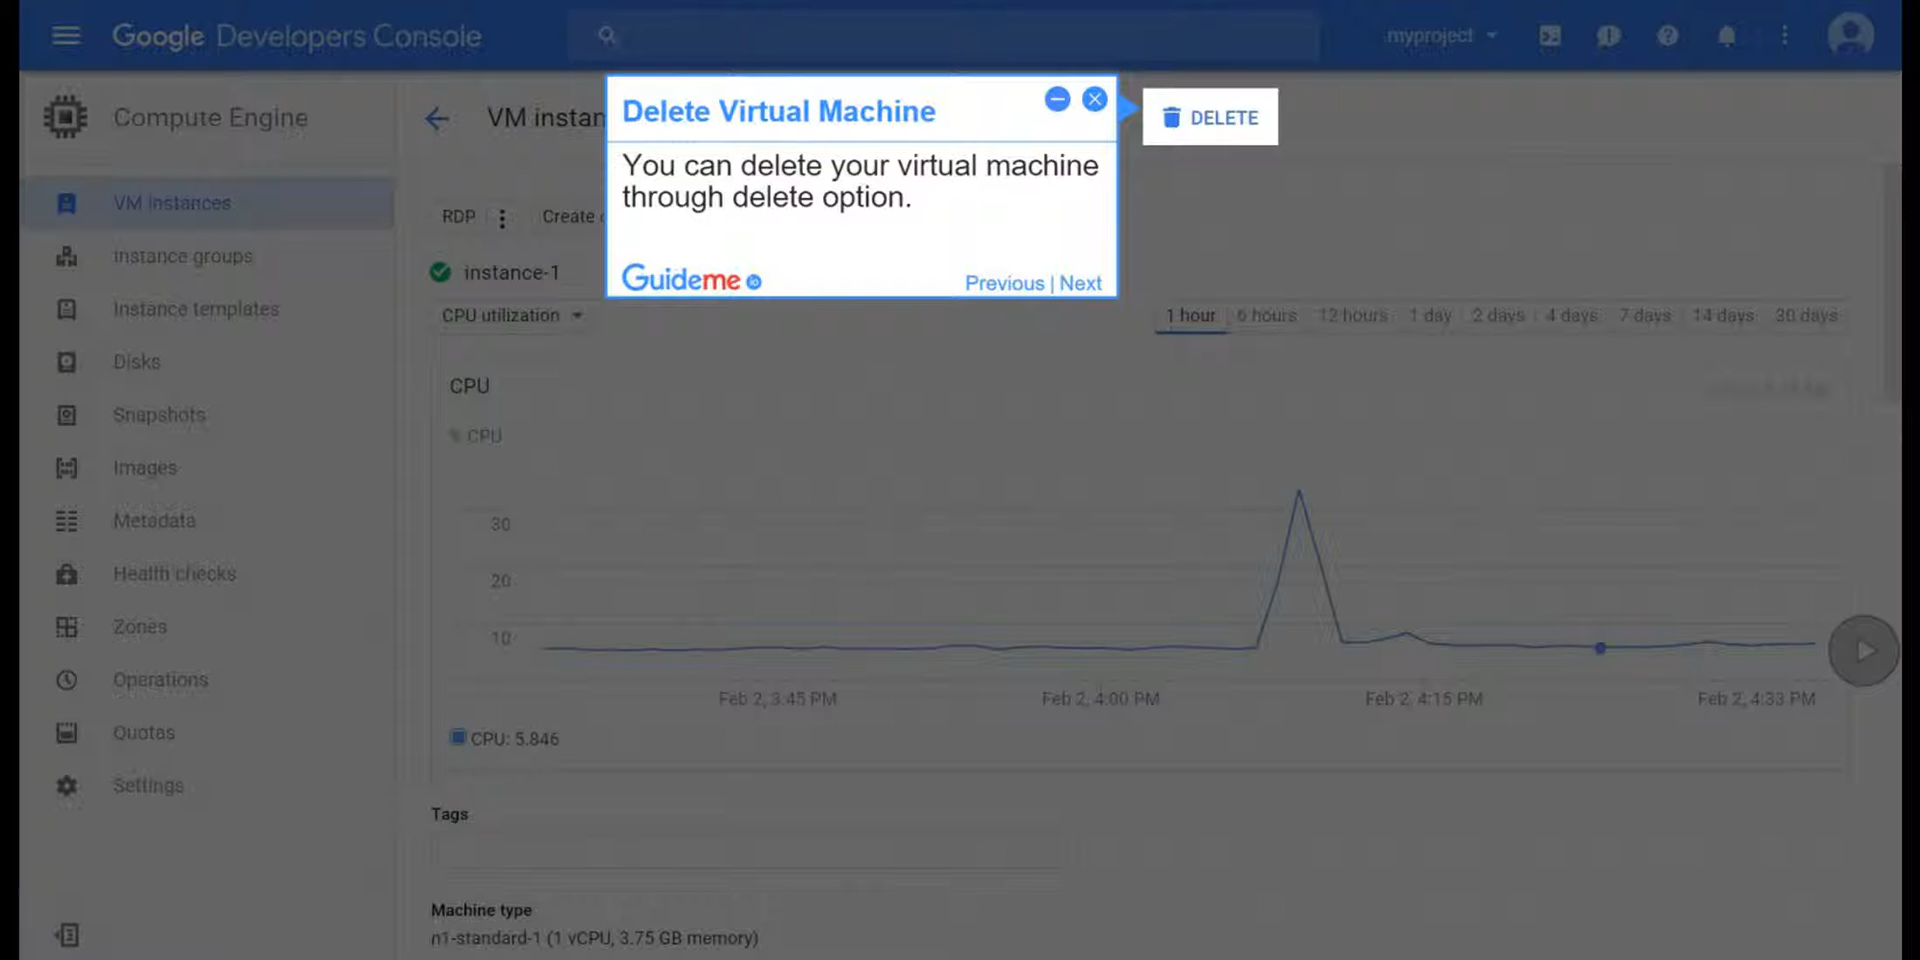 Google Developers Console
myproject
Compute Engine
VM instan
Delete Virtual Machine
DELETE
You can delete your virtual machine
through delete option.
Guideme io
Previous | Next
VM instances
Instance groups
Instance templates
Disks
Snapshots
Images
Metadata
Health checks
Zones
Operations
Quotas
Settings
RDP
Create
instance-1
CPU utilization
1 hour 6 hours 12 hours 1 day 2 days 4 days 7 days 14 days 30 days
CPU
% CPU
30
20
10
Feb 2, 3:45 PM Feb 2, 4:00 PM Feb 2, 4:15 PM Feb 2, 4:33 PM
CPU: 5.846
Tags
Machine type
n1-standard-1 (1 vCPU, 3.75 GB memory)